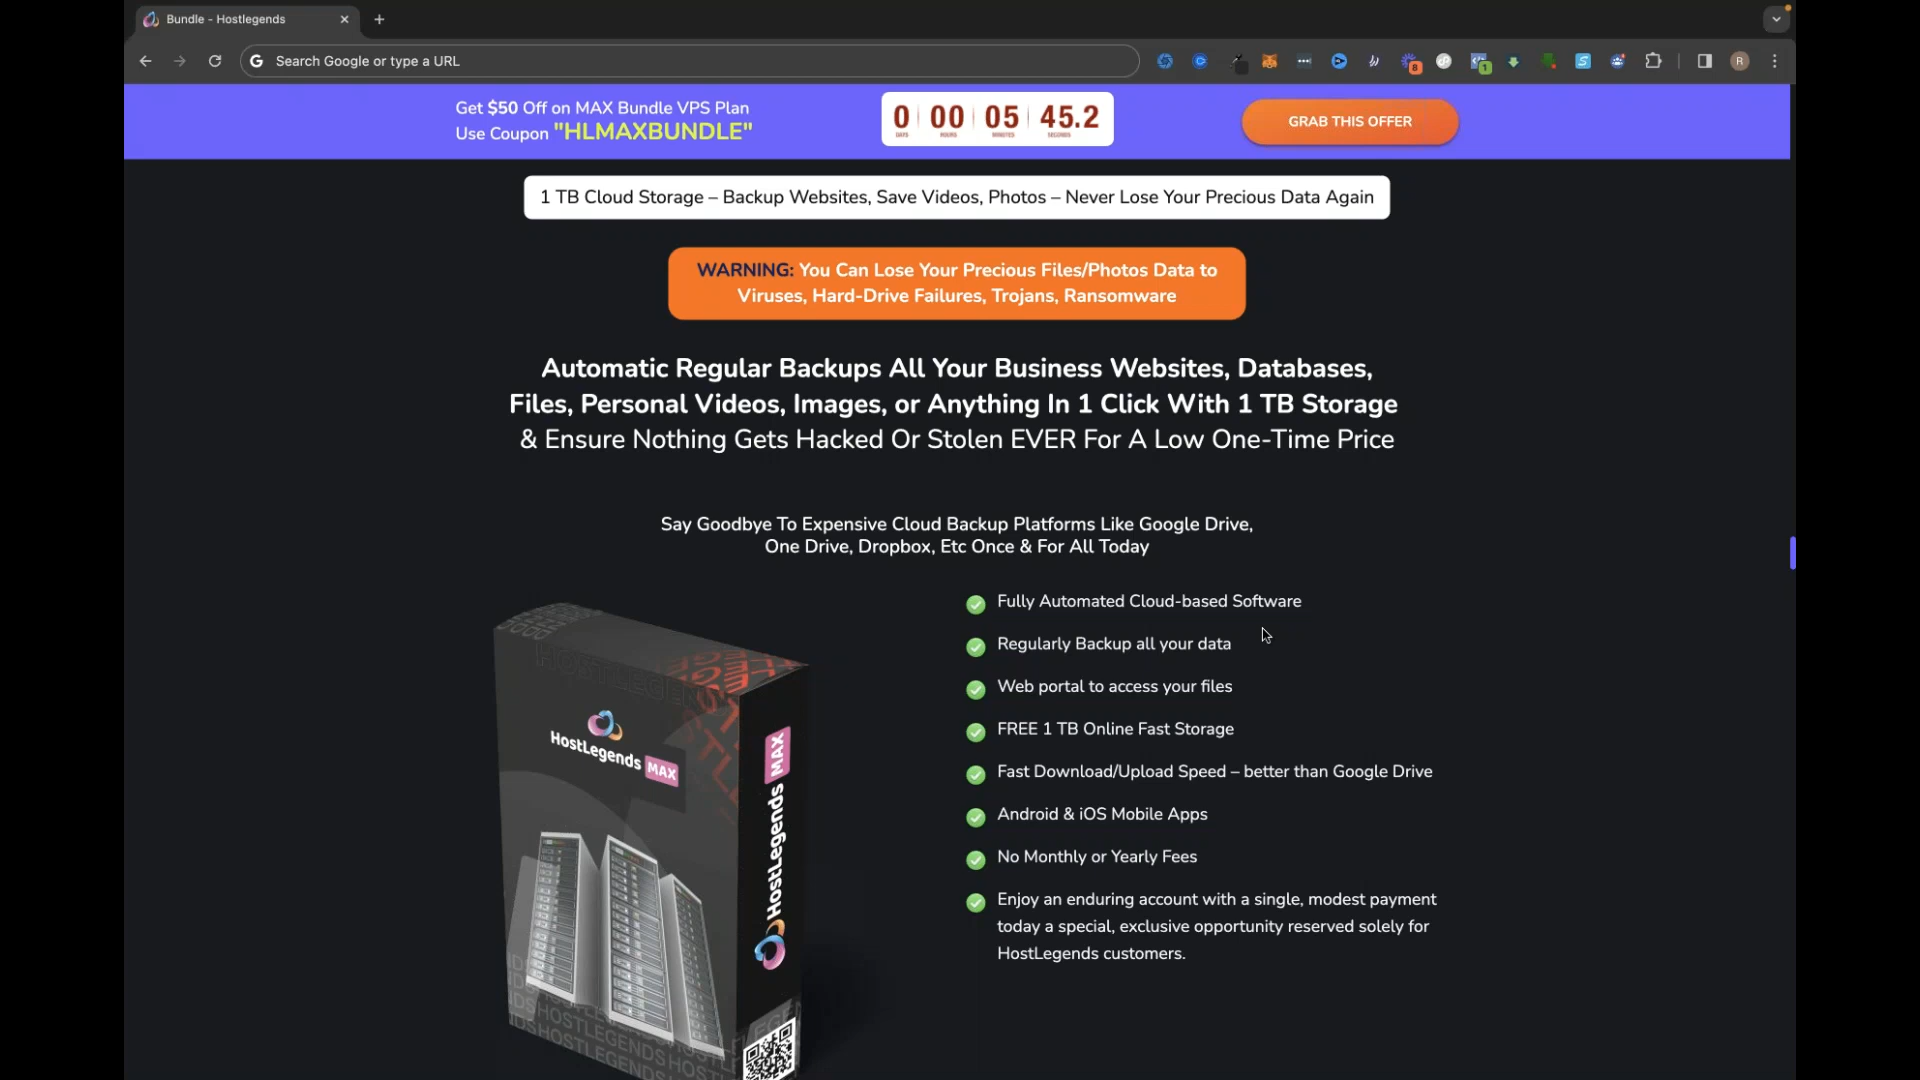 Bundle - Hostlegends
Search Google or type a URL
8
1
S
R
Get $50 Off on MAX Bundle VPS Plan
Use Coupon "HLMAXBUNDLE"
0 00 05 45.2
DAYS HOURS MINUTES SECONDS
GRAB THIS OFFER
1 TB Cloud Storage – Backup Websites, Save Videos, Photos – Never Lose Your Precious Data Again
WARNING: You Can Lose Your Precious Files/Photos Data to
Viruses, Hard-Drive Failures, Trojans, Ransomware
Automatic Regular Backups All Your Business Websites, Databases,
Files, Personal Videos, Images, or Anything In 1 Click With 1 TB Storage
& Ensure Nothing Gets Hacked Or Stolen EVER For A Low One-Time Price
Say Goodbye To Expensive Cloud Backup Platforms Like Google Drive,
One Drive, Dropbox, Etc Once & For All Today
Fully Automated Cloud-based Software
Regularly Backup all your data
Web portal to access your files
FREE 1 TB Online Fast Storage
Fast Download/Upload Speed – better than Google Drive
Android & iOS Mobile Apps
No Monthly or Yearly Fees
Enjoy an enduring account with a single, modest payment
today a special, exclusive opportunity reserved solely for
HostLegends customers.
HostLegends MAX
HostLegends MAX